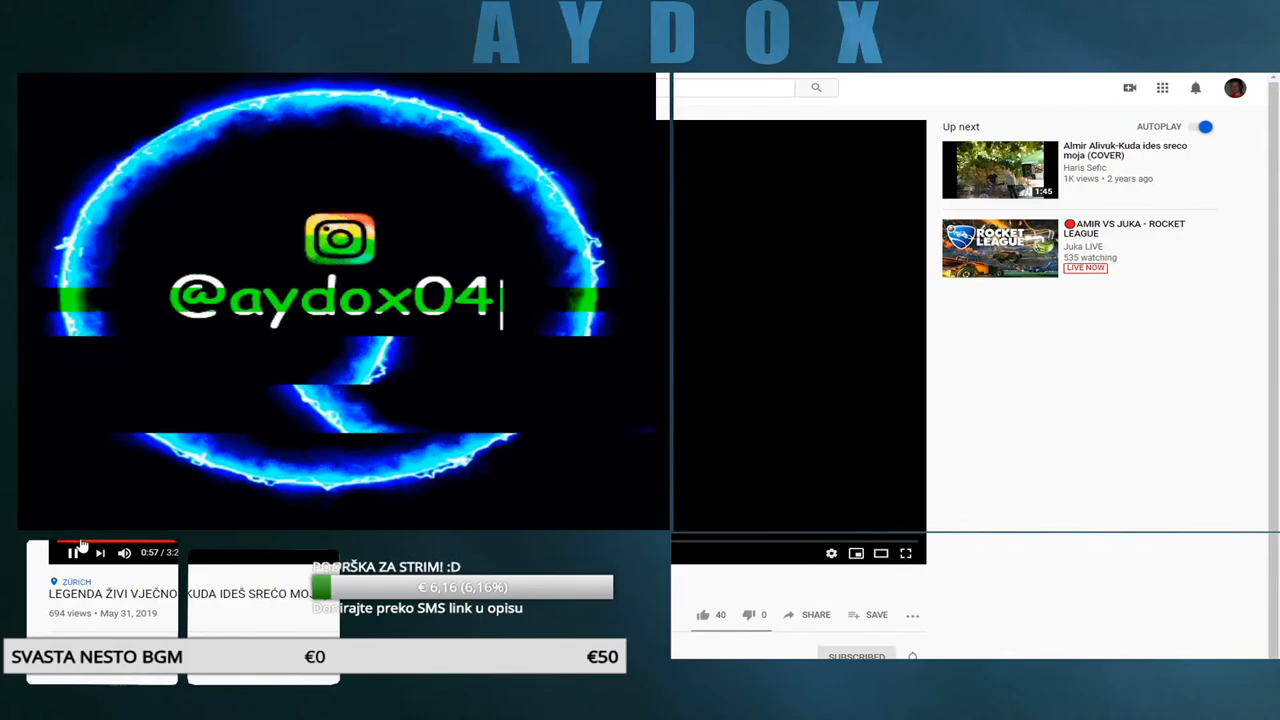 AYDOX
@aydox04
Up next
AUTOPLAY
Almir Alivuk-Kuda ides sreco
moja (COVER)
Haris Sefic
1K views • 2 years ago
1:45
ROCKET
LEAGUE
🔴AMIR VS JUKA - ROCKET
LEAGUE
Juka LIVE
535 watching
LIVE NOW
0:57 / 3:2
ZÜRICH
LEGENDA ŽIVI VJEČNO KUDA IDEŠ SREĆO
694 views • May 31, 2019
PODRŠKA ZA STRIM! :D
€ 6,16 (6,16%)
Donirajte preko SMS link u opisu
SVASTA NESTO BGM
€0
€50
40
0
SHARE
SAVE
SUBSCRIBED